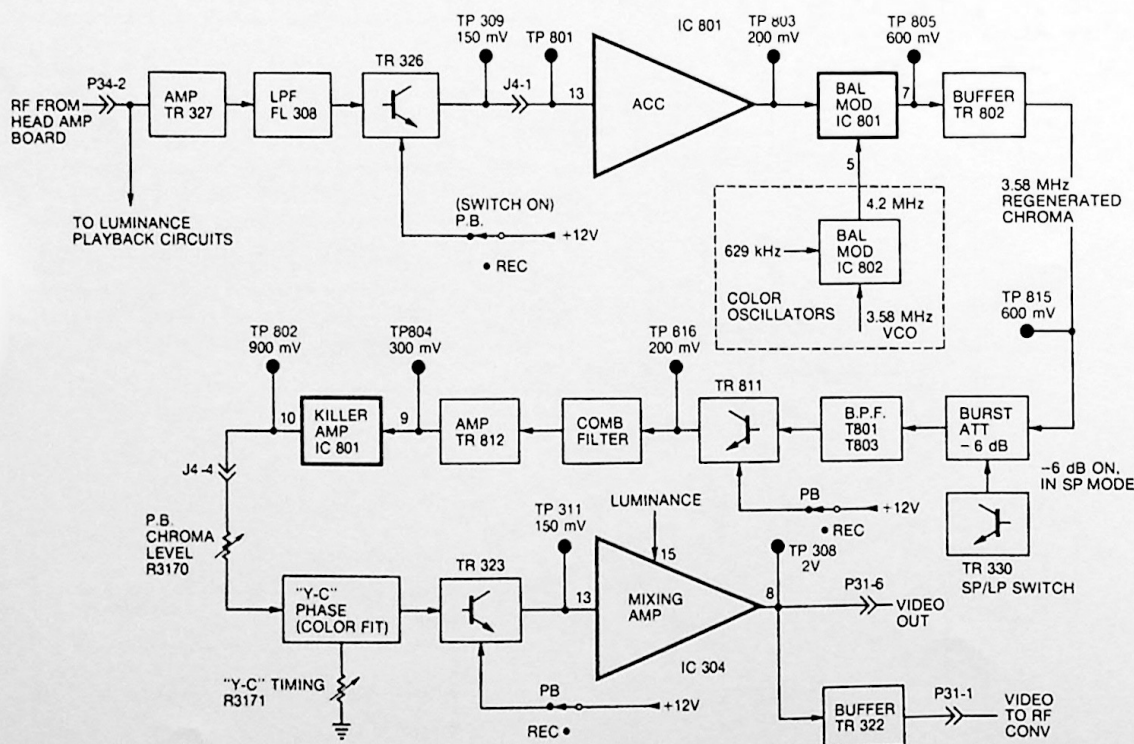 TP 309
150 mV
TP 801
IC 801
TP 803
200 mV
TP 805
600 mV
P34-2
RF FROM
HEAD AMP
BOARD
AMP
TR 327
LPF
FL 308
TR 326
J4-1
13
ACC
BAL
MOD
IC 801
7
BUFFER
TR 802
5
TO LUMINANCE
PLAYBACK CIRCUITS
(SWITCH ON)
P.B.
+12V
• REC
4.2 MHz
629 kHz
BAL
MOD
IC 802
COLOR
OSCILLATORS
3.58 MHz
VCO
3.58 MHz
REGENERATED
CHROMA
TP 815
600 mV
TP 802
900 mV
TP804
300 mV
TP 816
200 mV
TR 811
10
KILLER
AMP
IC 801
9
AMP
TR 812
COMB
FILTER
B.P.F.
T801
T803
BURST
ATT
–6 dB
–6 dB ON,
IN SP MODE
J4-4
PB
+12V
• REC
TR 330
SP/LP SWITCH
P.B.
CHROMA
LEVEL
R3170
TP 311
150 mV
LUMINANCE
15
TP 308
2V
"Y-C"
PHASE
(COLOR FIT)
TR 323
13
MIXING
AMP
8
IC 304
P31-6
VIDEO
OUT
"Y-C" TIMING
R3171
PB
+12V
REC •
BUFFER
TR 322
P31-1
VIDEO
TO RF
CONV